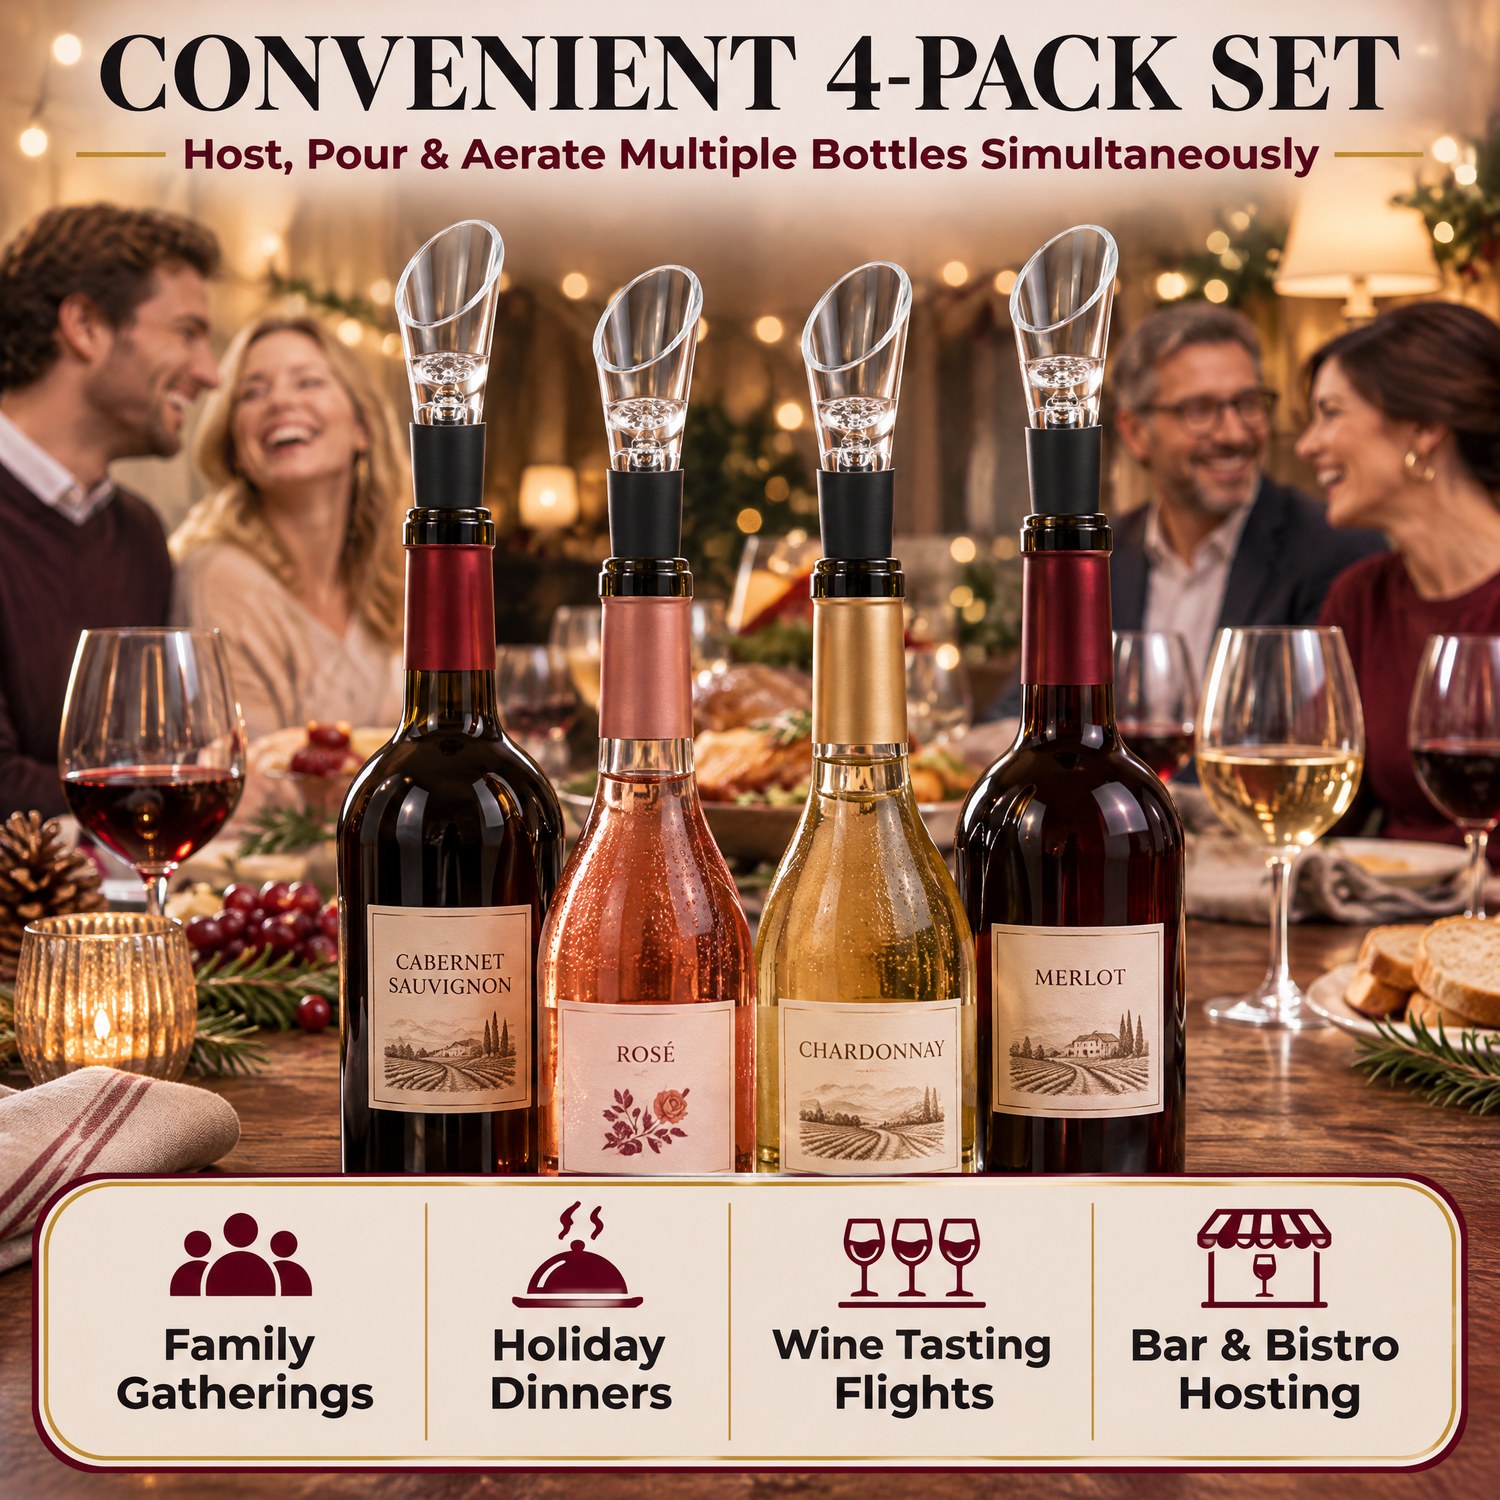 CONVENIENT 4-PACK SET
Host, Pour & Aerate Multiple Bottles Simultaneously
CABERNET
SAUVIGNON
ROSÉ
CHARDONNAY
MERLOT
Family
Gatherings
Holiday
Dinners
Wine Tasting
Flights
Bar & Bistro
Hosting